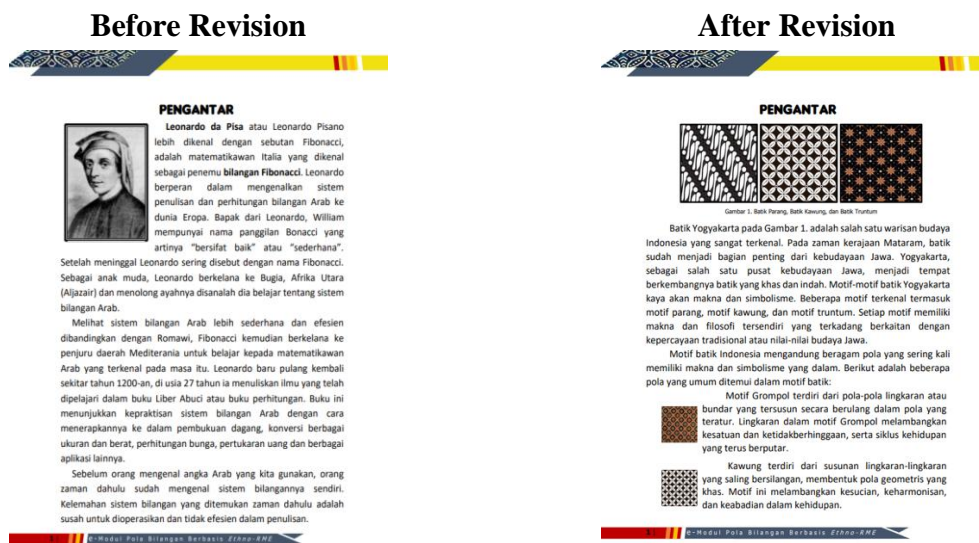 Before Revision
PENGANTAR
Leonardo da Pisa atau Leonardo Pisano
lebih dikenal dengan sebutan Fibonacci,
adalah matematikawan Italia yang dikenal
sebagai penemu bilangan Fibonacci. Leonardo
berperan dalam mengenalkan sistem
penulisan dan perhitungan bilangan Arab ke
dunia Eropa. Bapak dari Leonardo, William
mempunyai nama panggilan Bonacci yang
artinya "bersifat baik" atau "sederhana".
Setelah meninggal Leonardo sering disebut dengan nama Fibonacci.
Sebagai anak muda, Leonardo berkelana ke Bugia, Afrika Utara
(Aljazair) dan menolong ayahnya disanalah dia belajar tentang sistem
bilangan Arab.
Melihat sistem bilangan Arab lebih sederhana dan efesien
dibandingkan dengan Romawi, Fibonacci kemudian berkelana ke
penjuru daerah Mediterania untuk belajar kepada matematikawan
Arab yang terkenal pada masa itu. Leonardo baru pulang kembali
sekitar tahun 1200-an, di usia 27 tahun ia menuliskan ilmu yang telah
dipelajari dalam buku Liber Abuci atau buku perhitungan. Buku ini
menunjukkan kepraktisan sistem bilangan Arab dengan cara
menerapkannya ke dalam pembukuan dagang, konversi berbagai
ukuran dan berat, perhitungan bunga, pertukaran uang dan berbagai
aplikasi lainnya.
Sebelum orang mengenal angka Arab yang kita gunakan, orang
zaman dahulu sudah mengenal sistem bilangannya sendiri.
Kelemahan sistem bilangan yang ditemukan zaman dahulu adalah
susah untuk dioperasikan dan tidak efesien dalam penulisan.
e-Modul Pola Bilangan Berbasis Ethno-RME
After Revision
PENGANTAR
Gambar 1. Batik Parang, Batik Kawung, dan Batik Truntum
Batik Yogyakarta pada Gambar 1. adalah salah satu warisan budaya
Indonesia yang sangat terkenal. Pada zaman kerajaan Mataram, batik
sudah menjadi bagian penting dari kebudayaan Jawa. Yogyakarta,
sebagai salah satu pusat kebudayaan Jawa, menjadi tempat
berkembangnya batik yang khas dan indah. Motif-motif batik Yogyakarta
kaya akan makna dan simbolisme. Beberapa motif terkenal termasuk
motif parang, motif kawung, dan motif truntum. Setiap motif memiliki
makna dan filosofi tersendiri yang terkadang berkaitan dengan
kepercayaan tradisional atau nilai-nilai budaya Jawa.
Motif batik Indonesia mengandung beragam pola yang sering kali
memiliki makna dan simbolisme yang dalam. Berikut adalah beberapa
pola yang umum ditemui dalam motif batik:
Motif Grompol terdiri dari pola-pola lingkaran atau
bundar yang tersusun secara berulang dalam pola yang
teratur. Lingkaran dalam motif Grompol melambangkan
kesatuan dan ketidakberhinggaan, serta siklus kehidupan
yang terus berputar.
Kawung terdiri dari susunan lingkaran-lingkaran
yang saling bersilangan, membentuk pola geometris yang
khas. Motif ini melambangkan kesucian, keharmonisan,
dan keabadian dalam kehidupan.
e-Modul Pola Bilangan Berbasis Ethno-RME